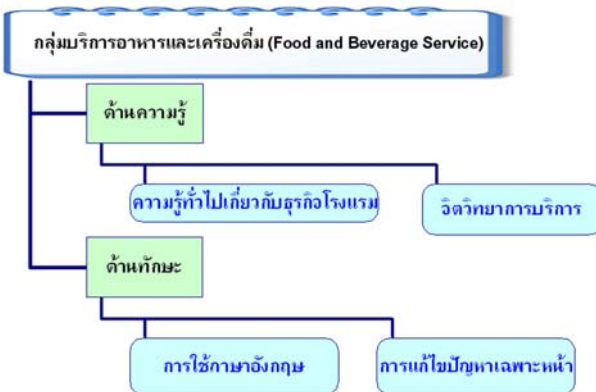 กลุ่มบริการอาหารและเครื่องดื่ม (Food and Beverage Service)
ด้านความรู้
ความรู้ทั่วไปเกี่ยวกับธุรกิจโรงแรม
จิตวิทยาการบริการ
ด้านทักษะ
การใช้ภาษาอังกฤษ
การแก้ไขปัญหาเฉพาะหน้า